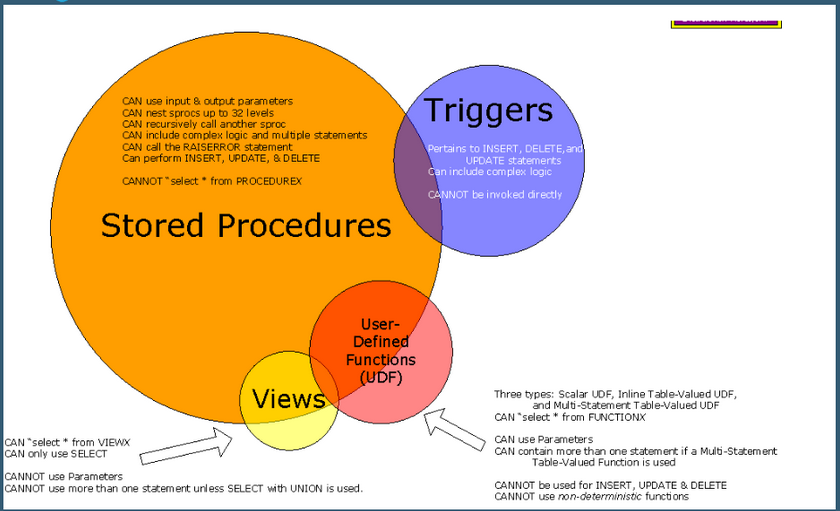 CAN use input & output parameters
CAN nest sprocs up to 32 levels
CAN recursively call another sproc
CAN include complex logic and multiple statements
CAN call the RAISERROR statement
Can perform INSERT, UPDATE, & DELETE
CANNOT "select * from PROCEDUREX
Stored Procedures
Triggers
Pertains to INSERT, DELETE,and
UPDATE statements
Can include complex logic
CANNOT be invoked directly
User-
Defined
Functions
(UDF)
Views
CAN "select * from VIEWX
CAN only use SELECT
CANNOT use Parameters
CANNOT use more than one statement unless SELECT with UNION is used.
Three types: Scalar UDF, Inline Table-Valued UDF,
and Multi-Statement Table-Valued UDF
CAN "select * from FUNCTIONX
CAN use Parameters
CAN contain more than one statement if a Multi-Statement
Table-Valued Function is used
CANNOT be used for INSERT, UPDATE & DELETE
CANNOT use non-deterministic functions